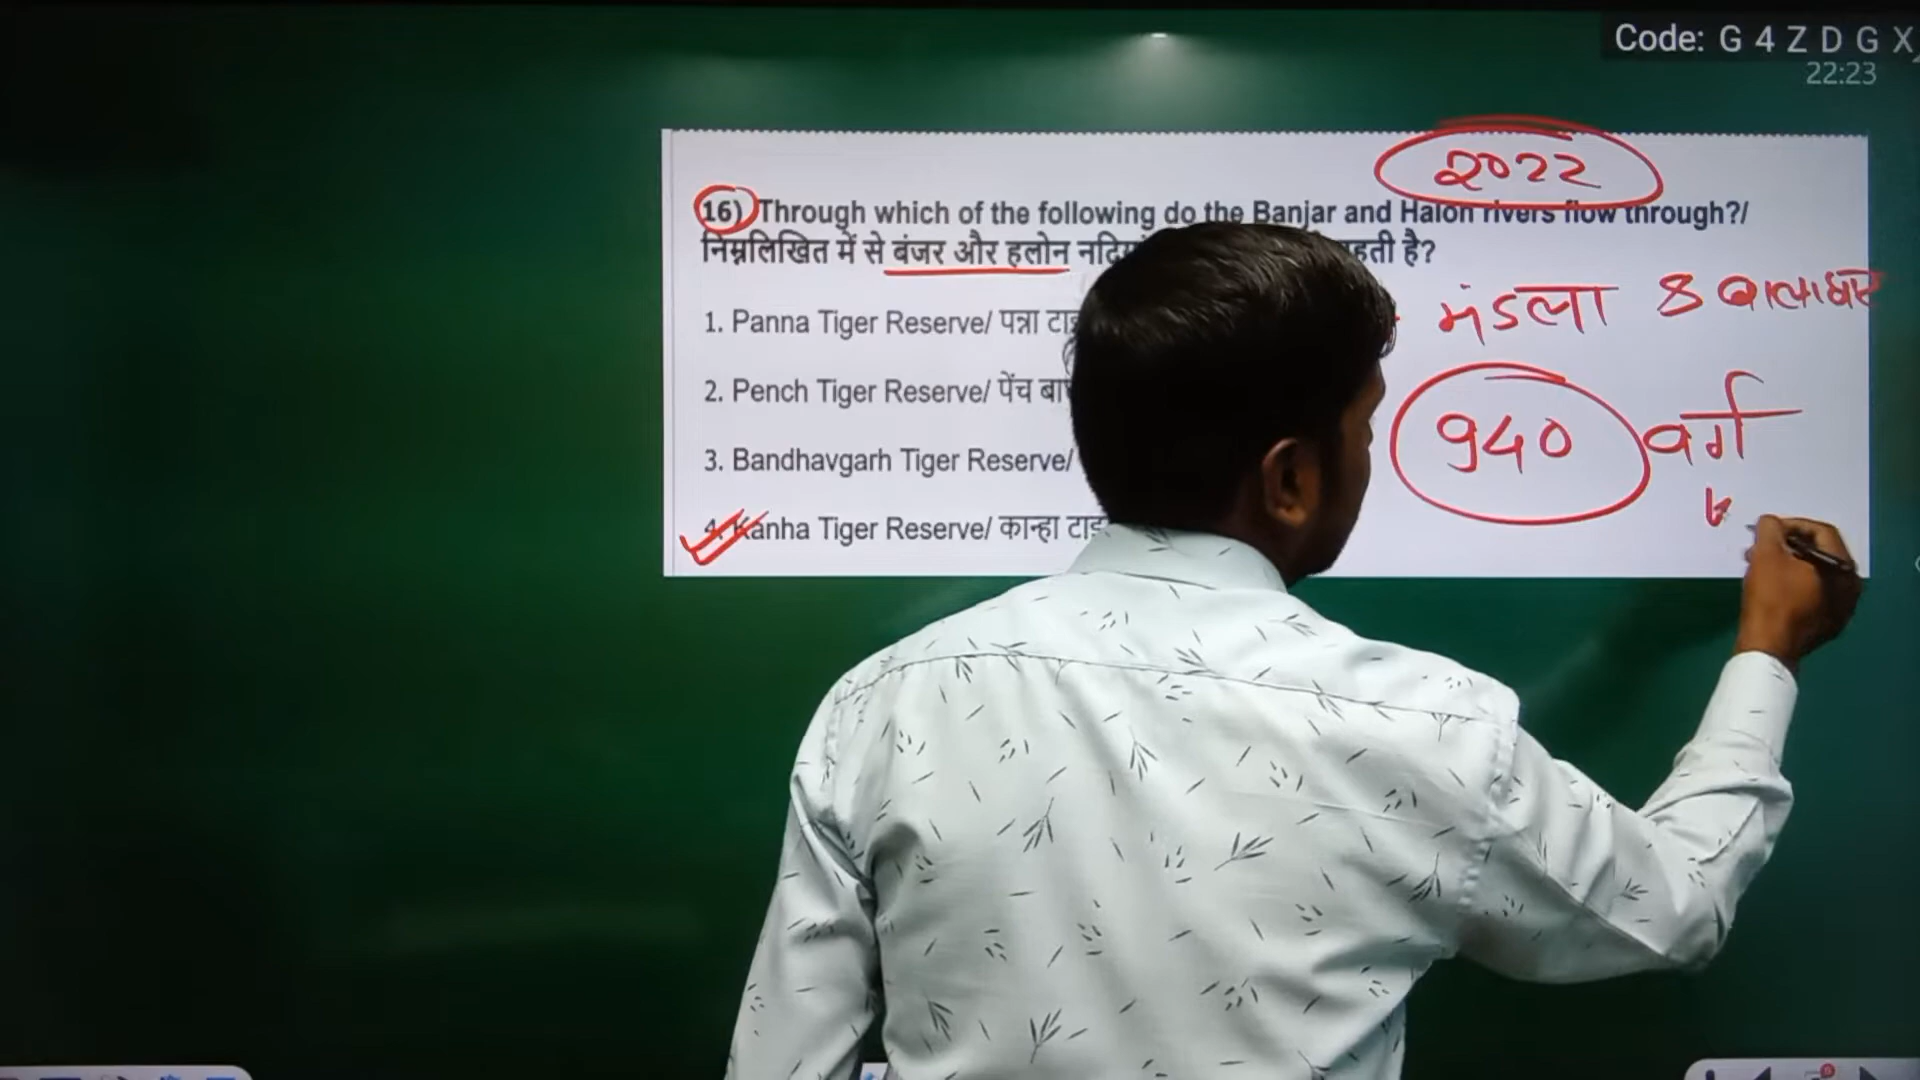 Code: G 4 Z D G X
22:23
2022
16) Through which of the following do the Banjar and Halon rivers flow through?/
निम्नलिखित में से बंजर और हलोन हती है?
मंडला & बालाघाट
1. Panna Tiger Reserve/ पन्ना
2. Pench Tiger Reserve/ पेंच
940 वर्ग
3. Bandhavgarh Tiger Reserve/
4. Kanha Tiger Reserve/ कान्हा